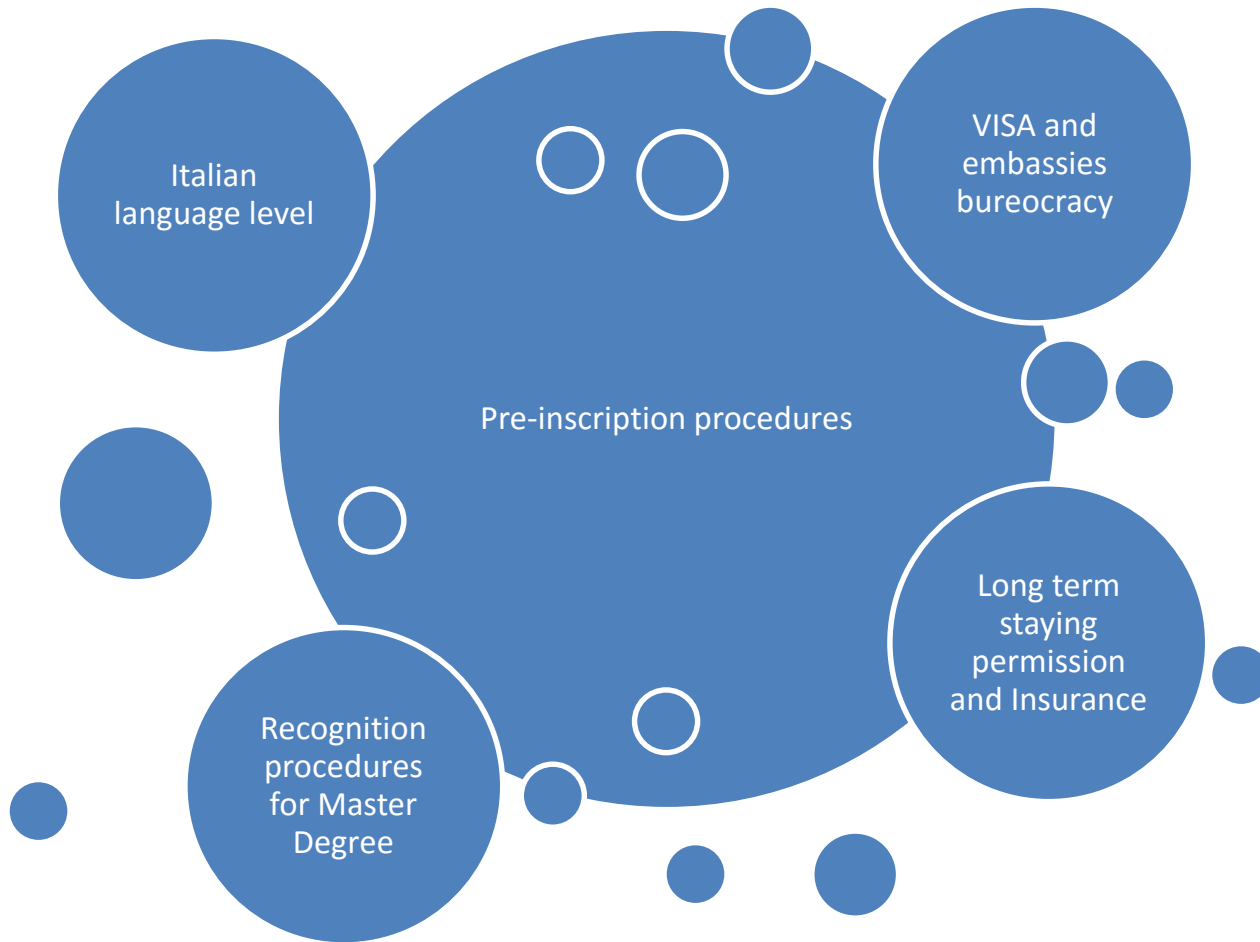 Italian
language level
VISA and
embassies
bureocracy
Pre-inscription procedures
Long term
staying
permission
and Insurance
Recognition
procedures
for Master
Degree